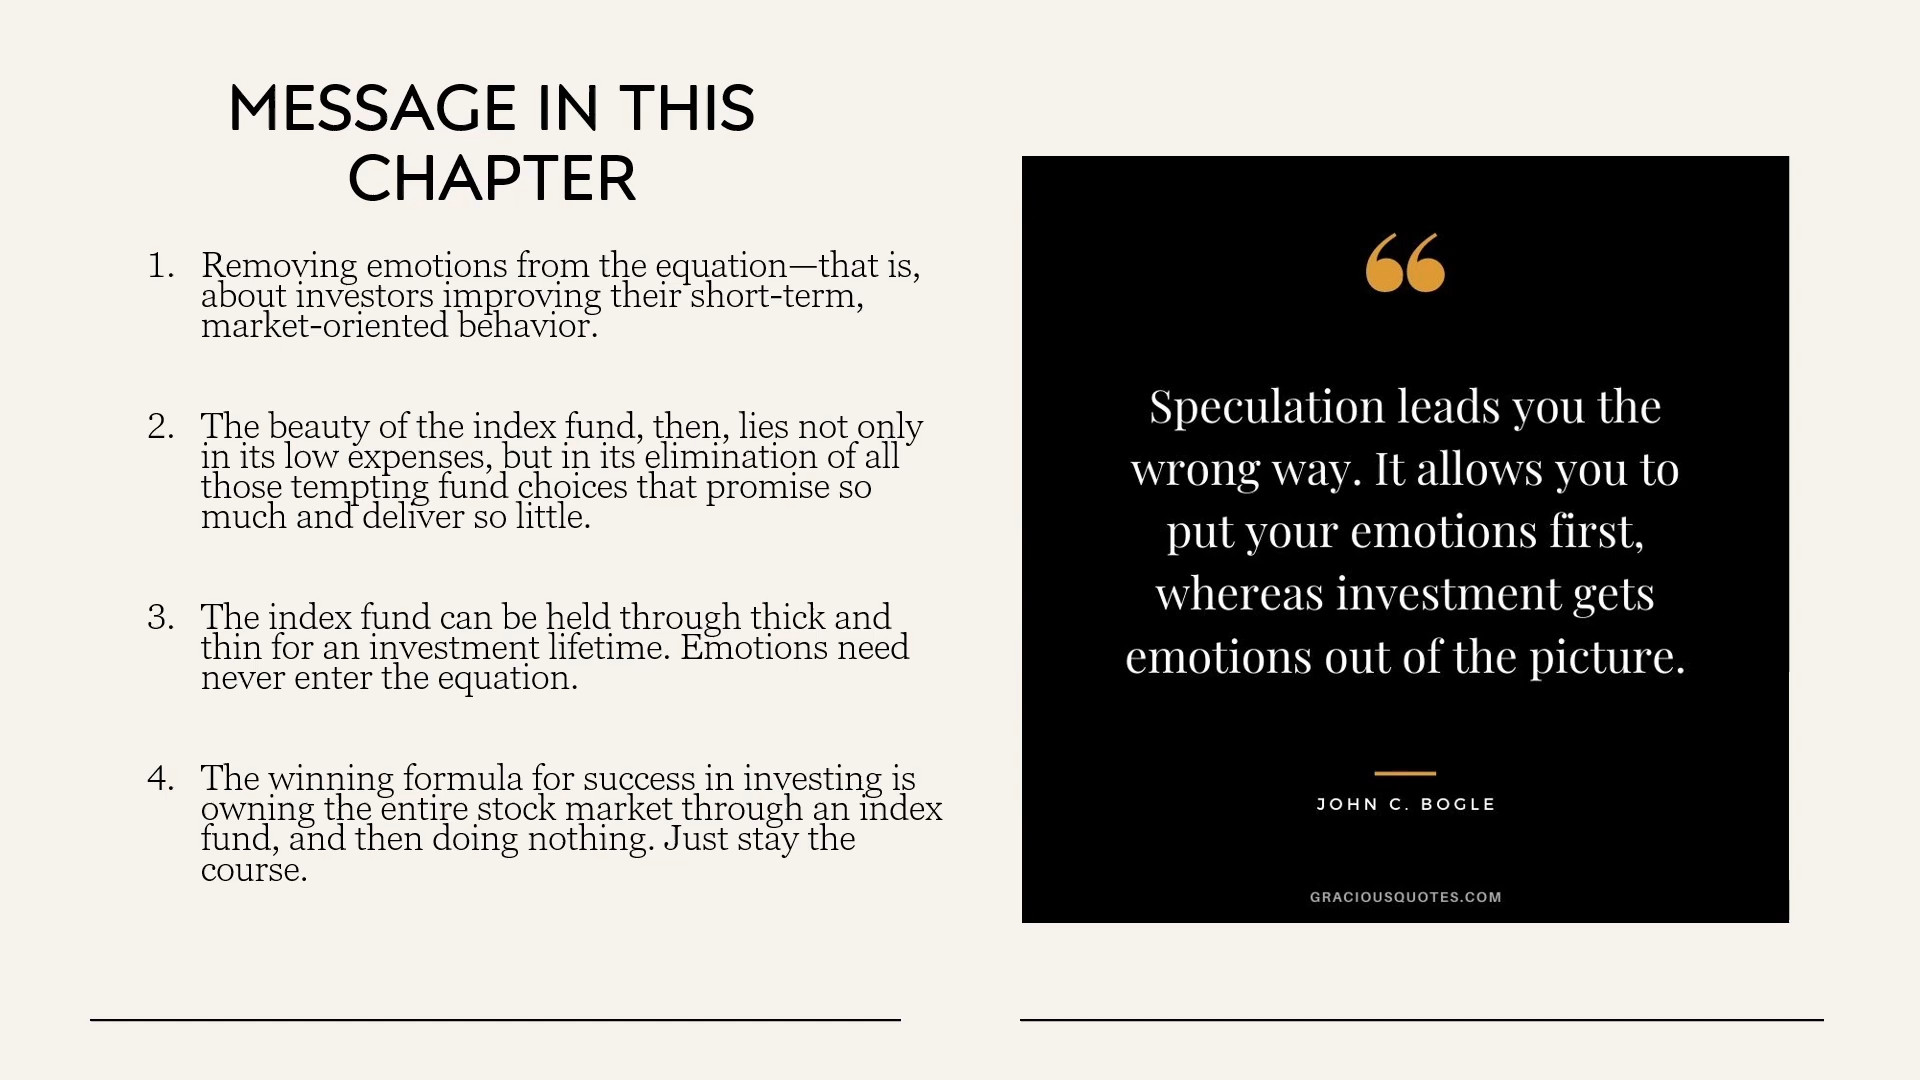 MESSAGE IN THIS
CHAPTER
1. Removing emotions from the equation—that is,
about investors improving their short-term,
market-oriented behavior.
2. The beauty of the index fund, then, lies not only
in its low expenses, but in its elimination of all
those tempting fund choices that promise so
much and deliver so little.
3. The index fund can be held through thick and
thin for an investment lifetime. Emotions need
never enter the equation.
4. The winning formula for success in investing is
owning the entire stock market through an index
fund, and then doing nothing. Just stay the
course.
“
Speculation leads you the
wrong way. It allows you to
put your emotions first,
whereas investment gets
emotions out of the picture.
JOHN C. BOGLE
GRACIOUSQUOTES.COM